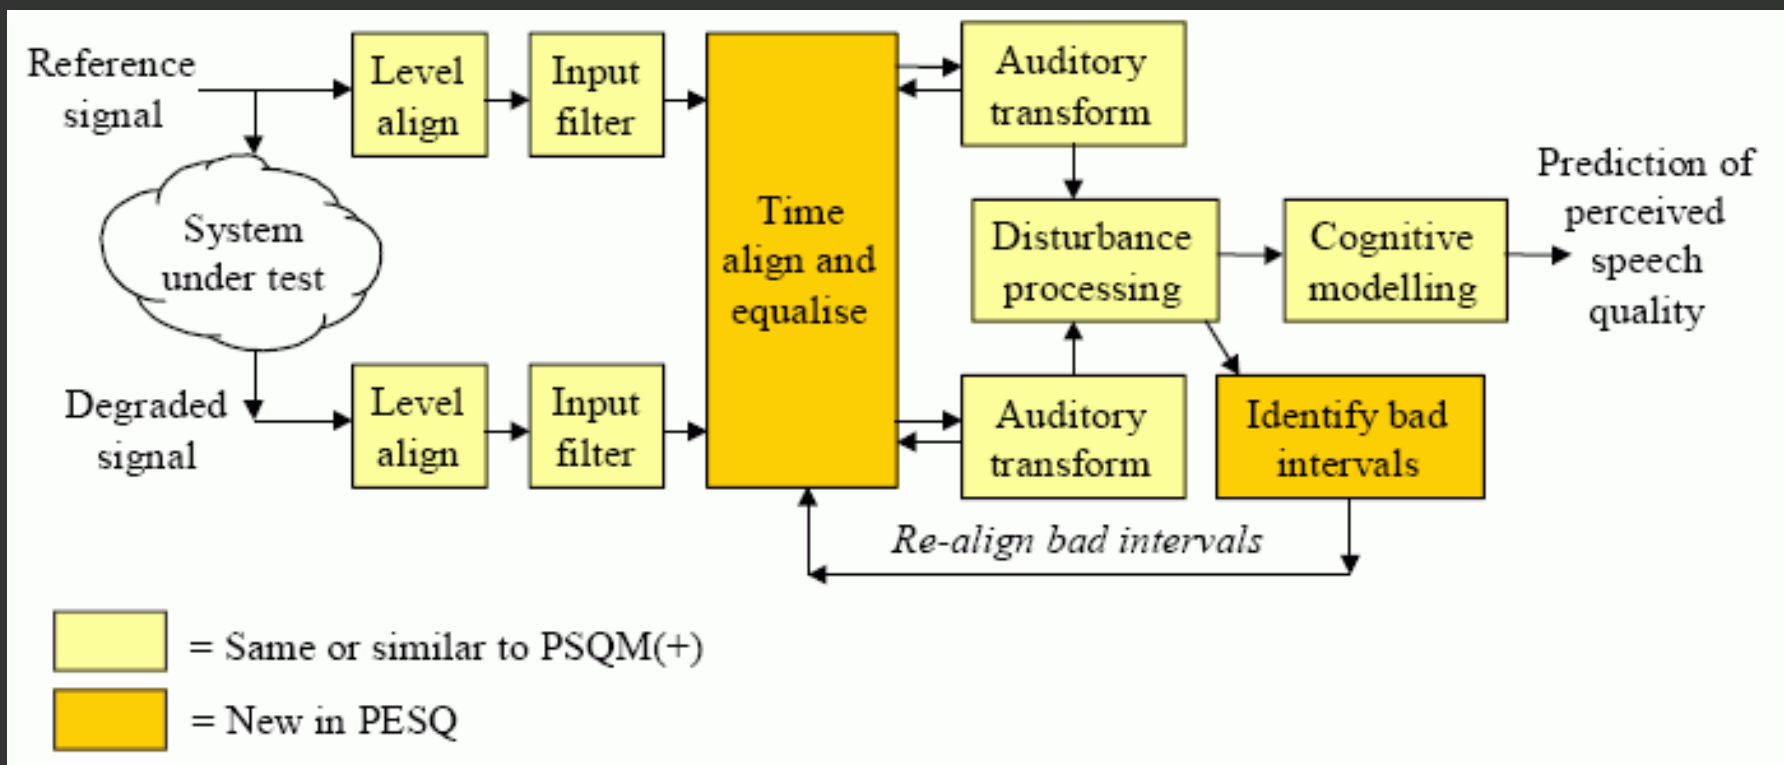 Reference
signal
Level
align
Input
filter
Time
align and
equalise
Auditory
transform
System
under test
Disturbance
processing
Cognitive
modelling
Prediction of
perceived
speech
quality
Degraded
signal
Level
align
Input
filter
Auditory
transform
Identify bad
intervals
Re-align bad intervals
= Same or similar to PSQM(+)
= New in PESQ